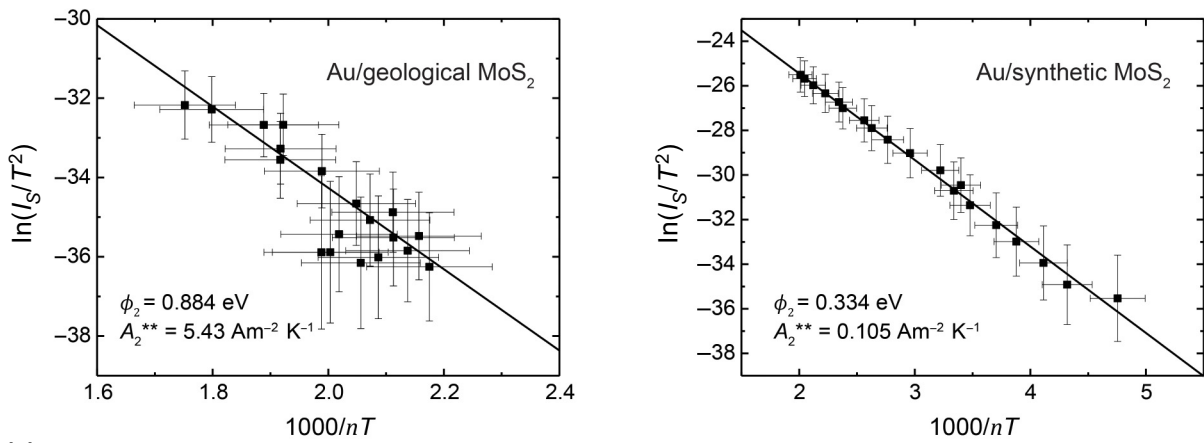 –30
–32
–34
–36
–38
ln(I_S/T²)
Au/geological MoS₂
ϕ₂ = 0.884 eV
A₂** = 5.43 Am⁻² K⁻¹
1.6 1.8 2.0 2.2 2.4
1000/nT
–24
–26
–28
–30
–32
–34
–36
–38
ln(I_S/T²)
Au/synthetic MoS₂
ϕ₂ = 0.334 eV
A₂** = 0.105 Am⁻² K⁻¹
2 3 4 5
1000/nT